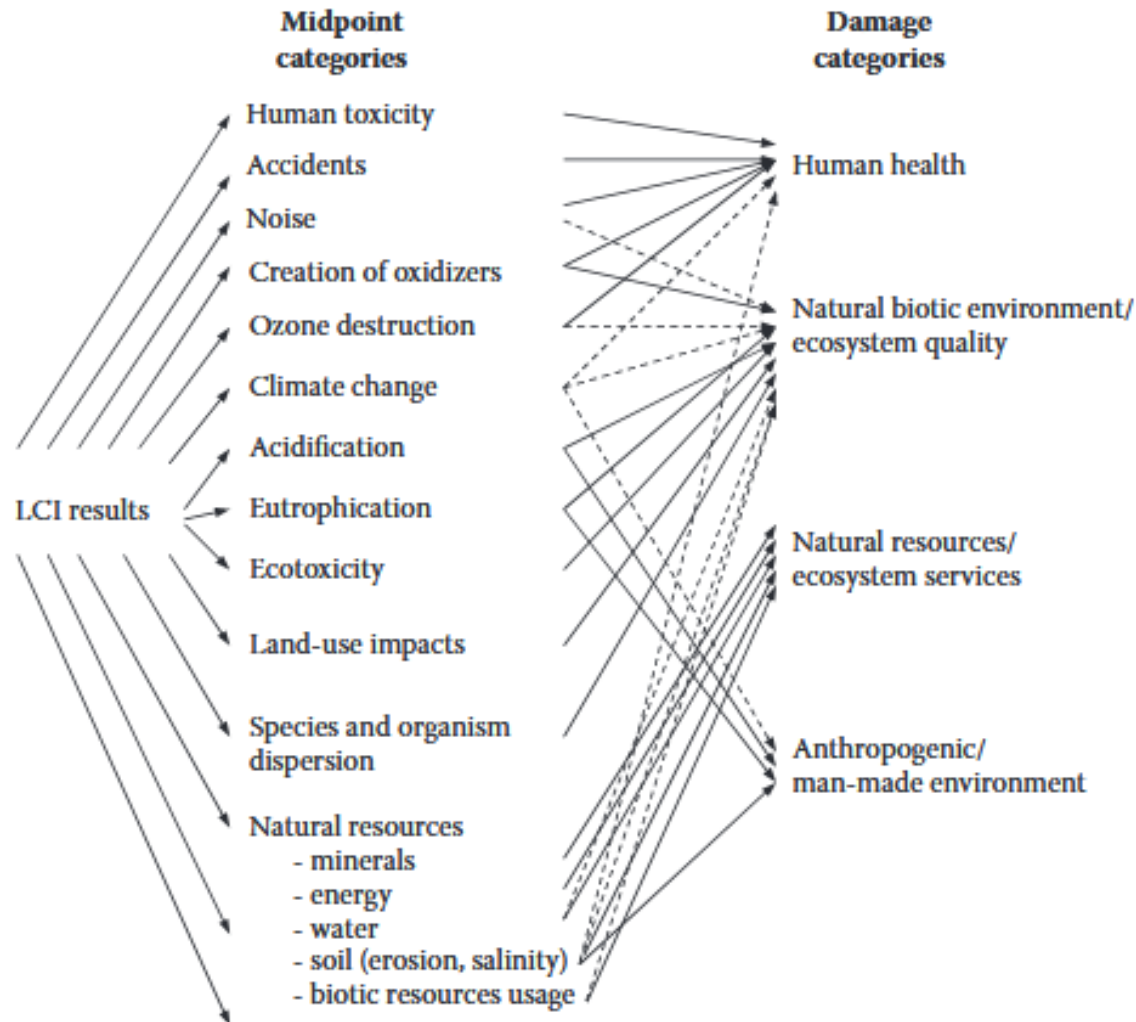 Midpoint
categories
Damage
categories
Human toxicity
Accidents
Noise
Creation of oxidizers
Ozone destruction
Climate change
Acidification
LCI results
Eutrophication
Ecotoxicity
Land-use impacts
Species and organism
dispersion
Natural resources
- minerals
- energy
- water
- soil (erosion, salinity)
- biotic resources usage
Human health
Natural biotic environment/
ecosystem quality
Natural resources/
ecosystem services
Anthropogenic/
man-made environment